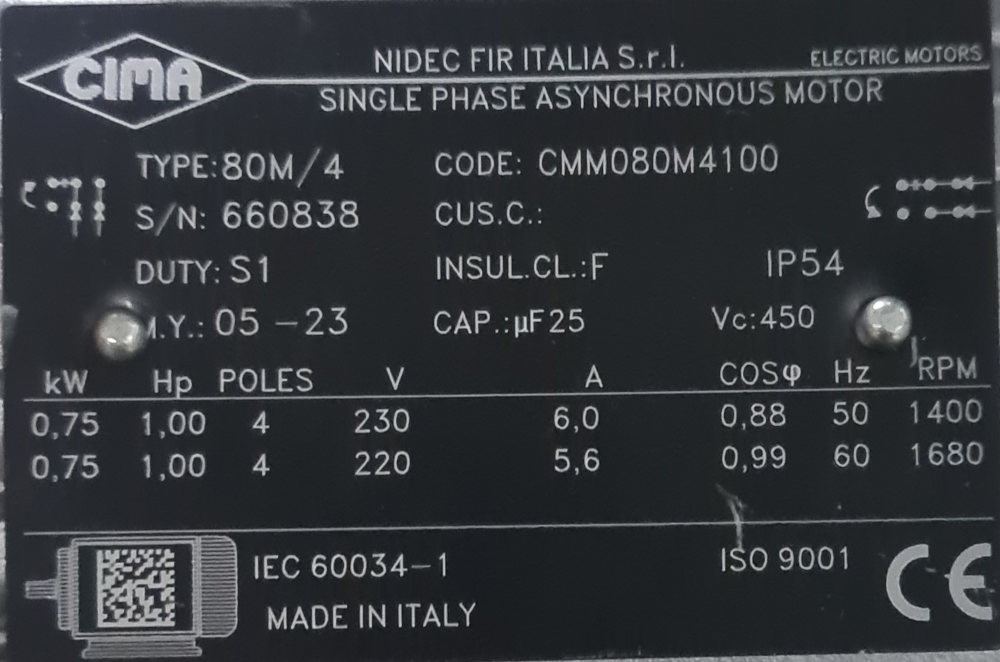 CIMA
NIDEC FIR ITALIA S.r.l.
ELECTRIC MOTORS
SINGLE PHASE ASYNCHRONOUS MOTOR
TYPE: 80M/4 CODE: CMM080M4100
S/N: 660838 CUS.C.:
DUTY: S1 INSUL.CL.:F IP54
.Y.: 05 -23 CAP.:µF25 Vc:450
kW Hp POLES V A COSφ Hz RPM
0,75 1,00 4 230 6,0 0,88 50 1400
0,75 1,00 4 220 5,6 0,99 60 1680
IEC 60034-1 ISO 9001 CE
MADE IN ITALY